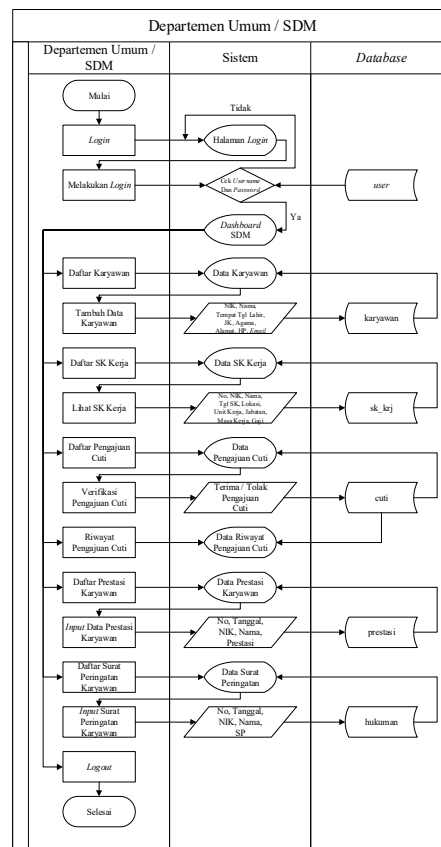 Departemen Umum / SDM
Departemen Umum /
SDM
Sistem
Database
Mulai
Tidak
Login
Halaman Login
Melakukan Login
Cek Username
Dan Password
user
Ya
Dashboard
SDM
Daftar Karyawan
Data Karyawan
Tambah Data
Karyawan
NIK, Nama,
Tempat Tgl Lahir,
JK, Agama,
Alamat, HP, Email
karyawan
Daftar SK Kerja
Data SK Kerja
Lihat SK Kerja
No, NIK, Nama,
Tgl SK, Lokasi,
Unit Kerja, Jabatan,
Masa Kerja, Gaji
sk_krj
Daftar Pengajuan
Cuti
Data
Pengajuan Cuti
Verifikasi
Pengajuan Cuti
Terima / Tolak
Pengajuan
Cuti
cuti
Riwayat
Pengajuan Cuti
Data Riwayat
Pengajuan Cuti
Daftar Prestasi
Karyawan
Data Prestasi
Karyawan
Input Data Prestasi
Karyawan
No, Tanggal,
NIK, Nama,
Prestasi
prestasi
Daftar Surat
Peringatan
Karyawan
Data Surat
Peringatan
Input Surat
Peringatan
Karyawan
No, Tanggal,
NIK, Nama,
SP
hukuman
Logout
Selesai